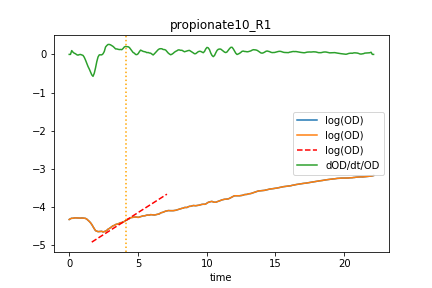 propionate10_R1
0
−1
−2
−3
−4
−5
log(OD)
log(OD)
log(OD)
dOD/dt/OD
0 5 10 15 20
time